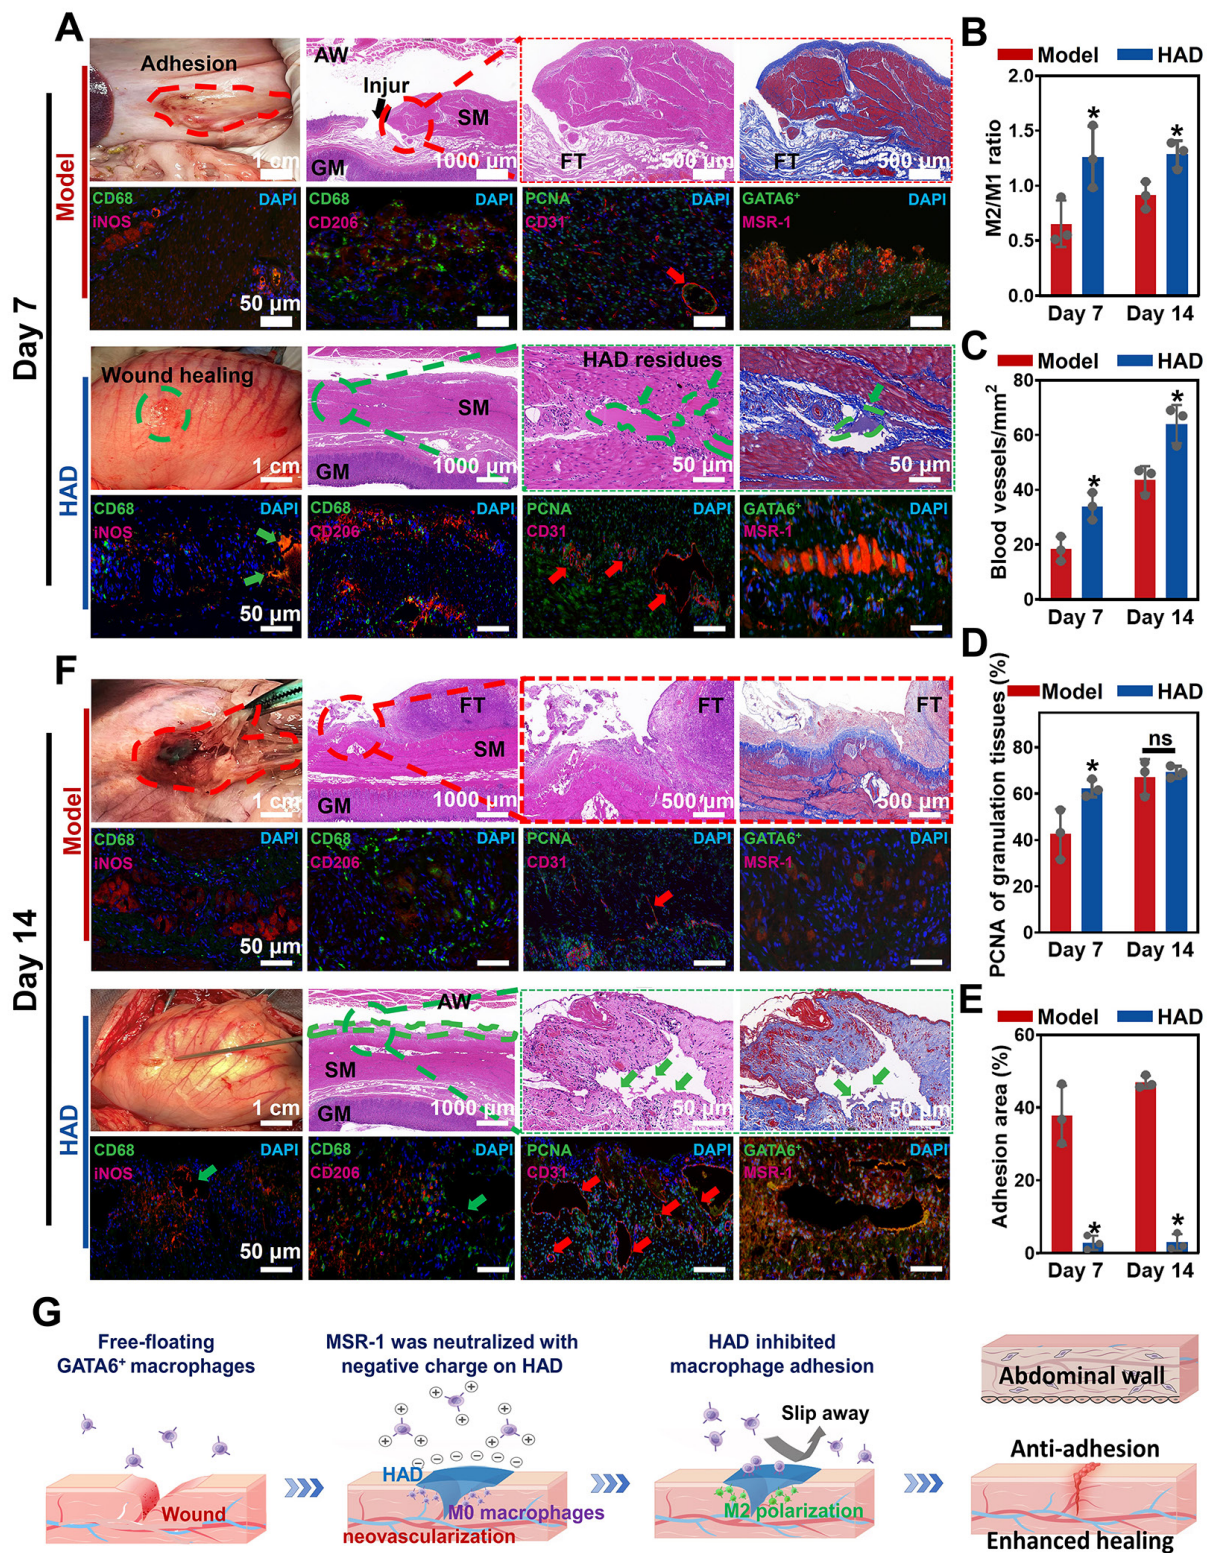 A
Adhesion
1 cm
AW
Injur
SM
GM
1000 μm
FT
500 μm
FT
500 μm
Model
CD68
iNOS
DAPI
50 μm
CD68
CD206
DAPI
PCNA
CD31
DAPI
GATA6⁺
MSR-1
DAPI
Day 7
Wound healing
1 cm
SM
GM
1000 μm
HAD residues
50 μm
50 μm
HAD
CD68
iNOS
DAPI
50 μm
CD68
CD206
DAPI
PCNA
CD31
DAPI
GATA6⁺
MSR-1
DAPI
B
Model HAD
M2/M1 ratio
2.0
1.5
1.0
0.5
0.0
* *
Day 7 Day 14
C
Model HAD
Blood vessels/mm²
80
60
40
20
0
* *
Day 7 Day 14
D
Model HAD
PCNA of granulation tissues (%)
80
60
40
20
0
* ns
Day 7 Day 14
E
Model HAD
Adhesion area (%)
60
40
20
0
* *
Day 7 Day 14
F
1 cm
FT
SM
GM
1000 μm
FT
500 μm
FT
500 μm
Model
CD68
iNOS
DAPI
50 μm
CD68
CD206
DAPI
PCNA
CD31
DAPI
GATA6⁺
MSR-1
DAPI
Day 14
1 cm
AW
SM
GM
1000 μm
50 μm
50 μm
HAD
CD68
iNOS
DAPI
50 μm
CD68
CD206
DAPI
PCNA
CD31
DAPI
GATA6⁺
MSR-1
DAPI
G
Free-floating
GATA6⁺ macrophages
Wound
MSR-1 was neutralized with
negative charge on HAD
HAD
M0 macrophages
neovascularization
HAD inhibited
macrophage adhesion
Slip away
M2 polarization
Abdominal wall
Anti-adhesion
Enhanced healing